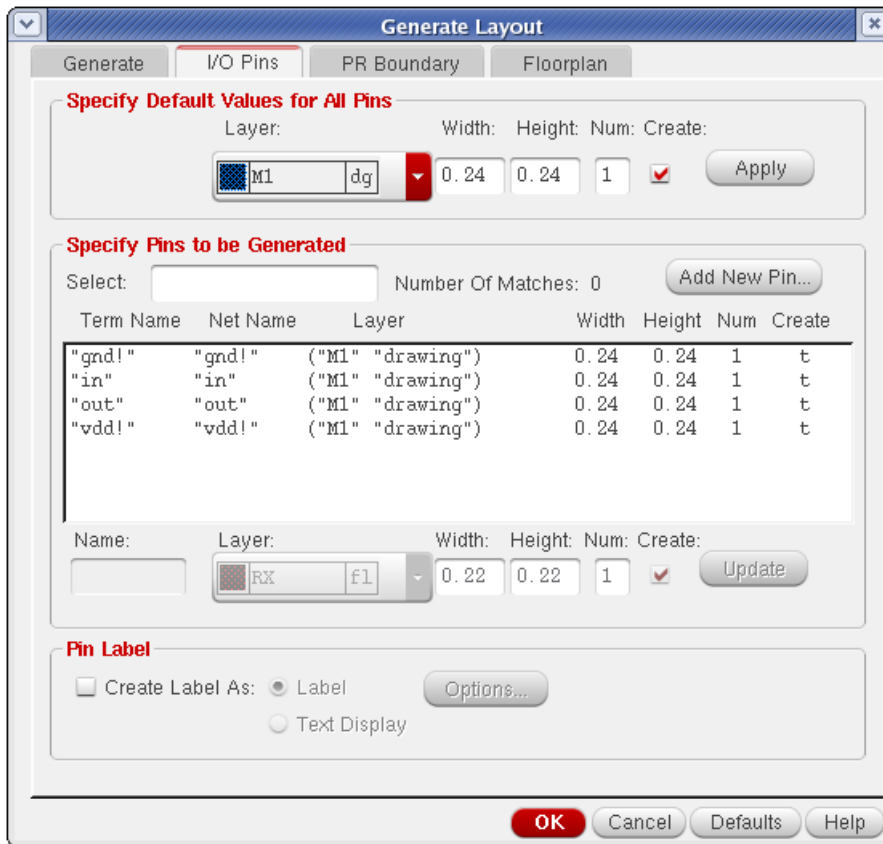 Generate Layout
Generate I/O Pins PR Boundary Floorplan
Specify Default Values for All Pins
Layer: Width: Height: Num: Create:
M1 dg 0.24 0.24 1 Apply
Specify Pins to be Generated
Select: Number Of Matches: 0 Add New Pin...
Term Name Net Name Layer Width Height Num Create
"gnd!" "gnd!" ("M1" "drawing") 0.24 0.24 1 t
"in" "in" ("M1" "drawing") 0.24 0.24 1 t
"out" "out" ("M1" "drawing") 0.24 0.24 1 t
"vdd!" "vdd!" ("M1" "drawing") 0.24 0.24 1 t
Name: Layer: Width: Height: Num: Create:
RX fl 0.22 0.22 1 Update
Pin Label
Create Label As: Label Options...
Text Display
OK Cancel Defaults Help